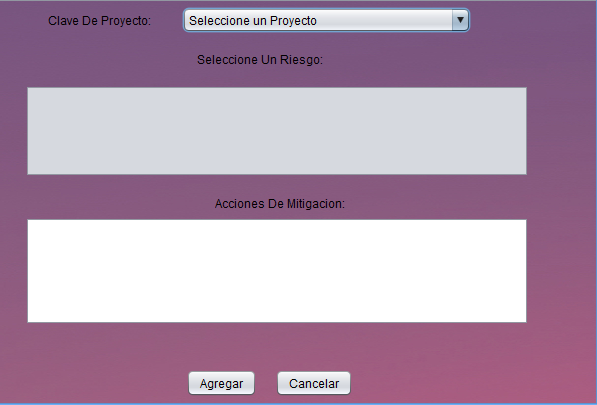 Clave De Proyecto: Seleccione un Proyecto
Seleccione Un Riesgo:
Acciones De Mitigacion:
Agregar Cancelar